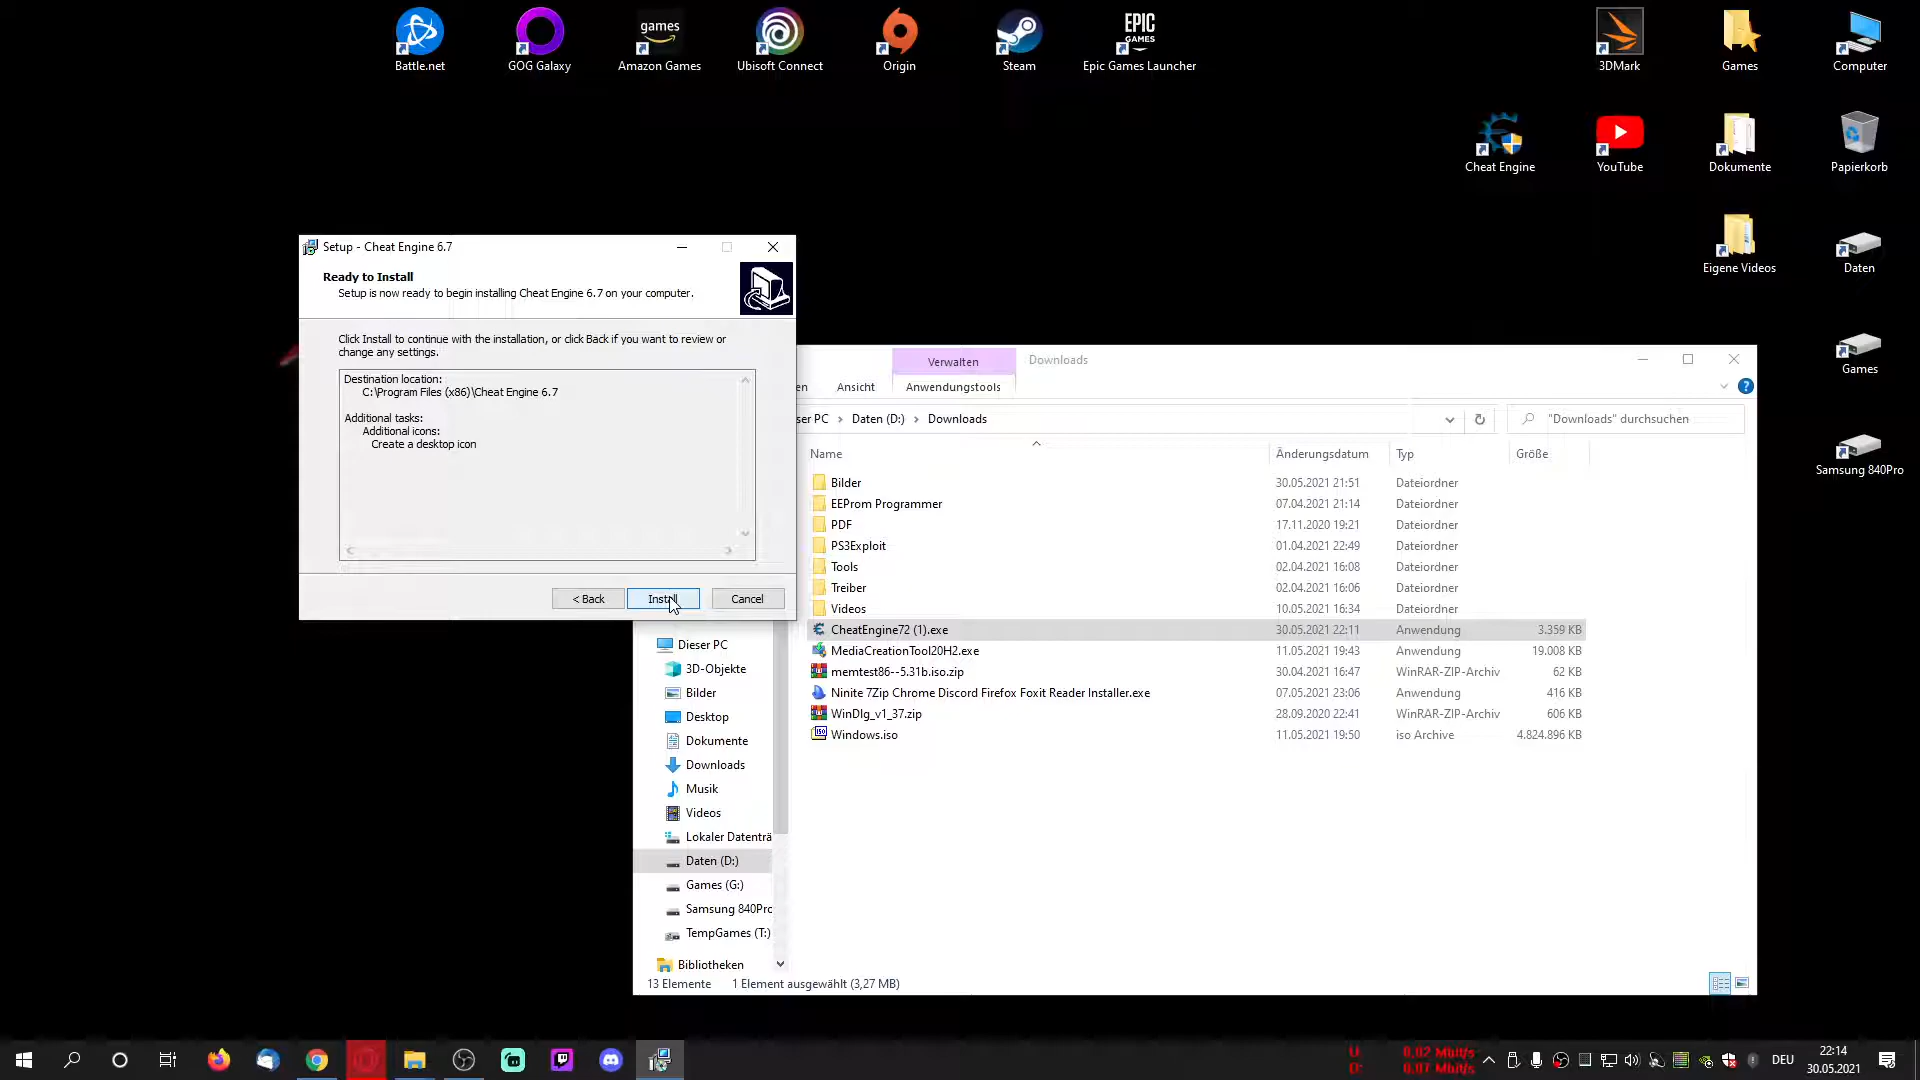 Battle.net
GOG Galaxy
games
Amazon Games
Ubisoft Connect
Origin
Steam
EPIC
GAMES
Epic Games Launcher
3DMark
Games
Computer
Cheat Engine
YouTube
Dokumente
Papierkorb
Eigene Videos
Daten
Games
Samsung 840Pro
Setup - Cheat Engine 6.7
Ready to Install
Setup is now ready to begin installing Cheat Engine 6.7 on your computer.
Click Install to continue with the installation, or click Back if you want to review or
change any settings.
Destination location:
C:\Program Files (x86)\Cheat Engine 6.7
Additional tasks:
Additional icons:
Create a desktop icon
< Back
Install
Cancel
Verwalten
Downloads
en
Ansicht
Anwendungstools
ser PC > Daten (D:) > Downloads
"Downloads" durchsuchen
Name
Änderungsdatum
Typ
Größe
Bilder 30.05.2021 21:51 Dateiordner
EEProm Programmer 07.04.2021 21:14 Dateiordner
PDF 17.11.2020 19:21 Dateiordner
PS3Exploit 01.04.2021 22:49 Dateiordner
Tools 02.04.2021 16:08 Dateiordner
Treiber 02.04.2021 16:06 Dateiordner
Videos 10.05.2021 16:34 Dateiordner
CheatEngine72 (1).exe 30.05.2021 22:11 Anwendung 3.359 KB
MediaCreationTool20H2.exe 11.05.2021 19:43 Anwendung 19.008 KB
memtest86--5.31b.iso.zip 30.04.2021 16:47 WinRAR-ZIP-Archiv 62 KB
Ninite 7Zip Chrome Discord Firefox Foxit Reader Installer.exe 07.05.2021 23:06 Anwendung 416 KB
WinDlg_v1_37.zip 28.09.2020 22:41 WinRAR-ZIP-Archiv 606 KB
Windows.iso 11.05.2021 19:50 iso Archive 4.824.896 KB
Dieser PC
3D-Objekte
Bilder
Desktop
Dokumente
Downloads
Musik
Videos
Lokaler Datenträ
Daten (D:)
Games (G:)
Samsung 840Pro
TempGames (T:)
Bibliotheken
13 Elemente
1 Element ausgewählt (3,27 MB)
U: 0.02 Mbit/s
D: 0.07 Mbit/s
DEU
22:14
30.05.2021